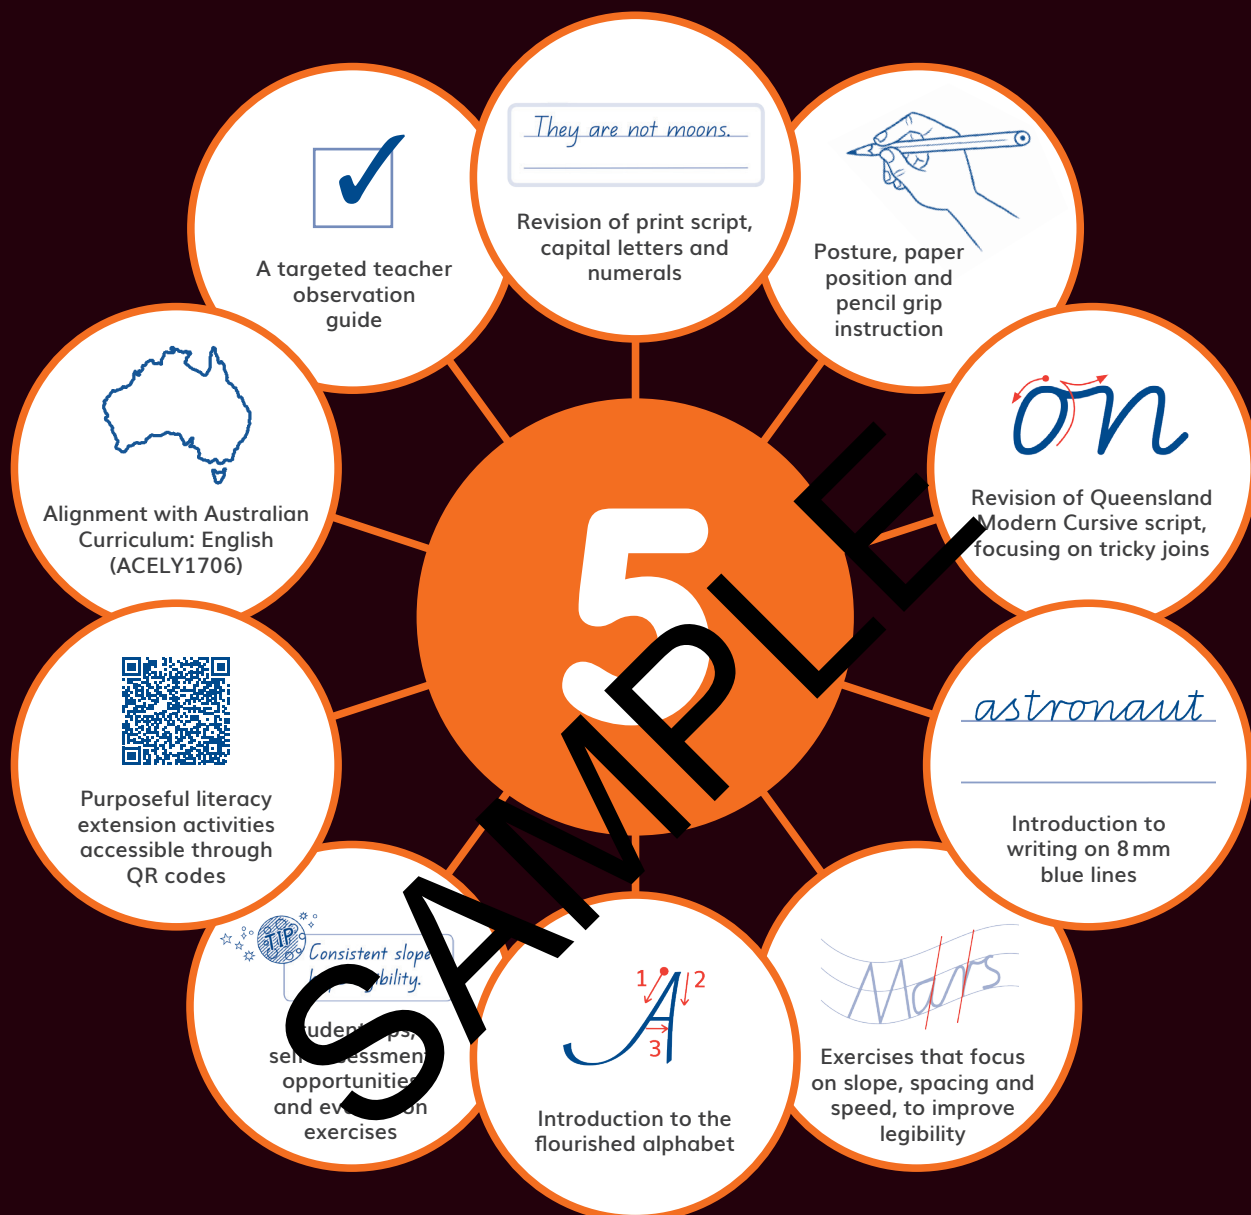 They are not moons.
Revision of print script,
capital letters and
numerals
Posture, paper
position and
pencil grip
instruction
on
Revision of Queensland
Modern Cursive script,
focusing on tricky joins
astronaut
Introduction to
writing on 8 mm
blue lines
Mars
Exercises that focus
on slope, spacing and
speed, to improve
legibility
1 2
A
3
Introduction to the
flourished alphabet
TIP
Consistent slope
opportunities
and
exercises
Purposeful literacy
extension activities
accessible through
QR codes
Alignment with Australian
Curriculum: English
(ACELY1706)
A targeted teacher
observation
guide
5
SAMPLE